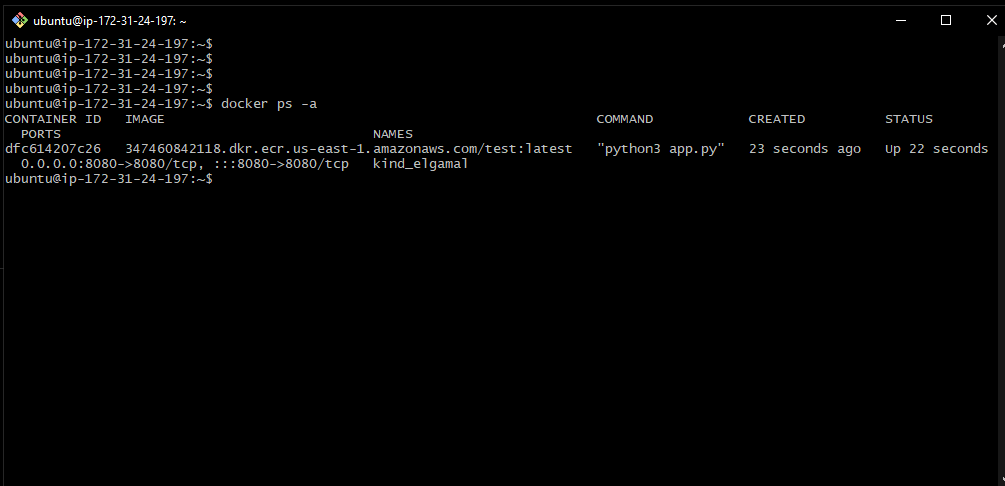 ubuntu@ip-172-31-24-197: ~
ubuntu@ip-172-31-24-197:~$
ubuntu@ip-172-31-24-197:~$
ubuntu@ip-172-31-24-197:~$
ubuntu@ip-172-31-24-197:~$
ubuntu@ip-172-31-24-197:~$ docker ps -a
CONTAINER ID   IMAGE                                                      COMMAND            CREATED          STATUS
  PORTS                                       NAMES
dfc614207c26   347460842118.dkr.ecr.us-east-1.amazonaws.com/test:latest   "python3 app.py"   23 seconds ago   Up 22 seconds
  0.0.0.0:8080->8080/tcp, :::8080->8080/tcp   kind_elgamal
ubuntu@ip-172-31-24-197:~$